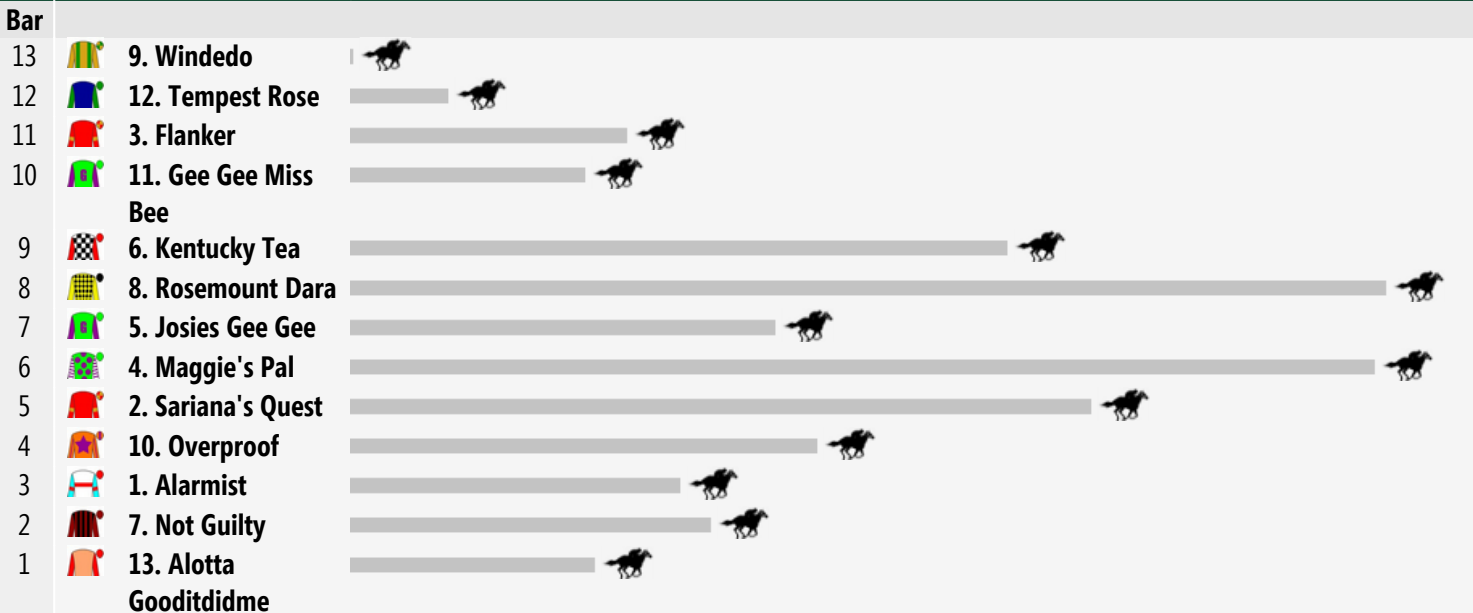 Bar
13 9. Windedo
12 12. Tempest Rose
11 3. Flanker
10 G 11. Gee Gee Miss
Bee
9 6. Kentucky Tea
8 8. Rosemount Dara
7 G 5. Josies Gee Gee
6 4. Maggie's Pal
5 2. Sariana's Quest
4 10. Overproof
3 1. Alarmist
2 7. Not Guilty
1 13. Alotta
Gooditdidme